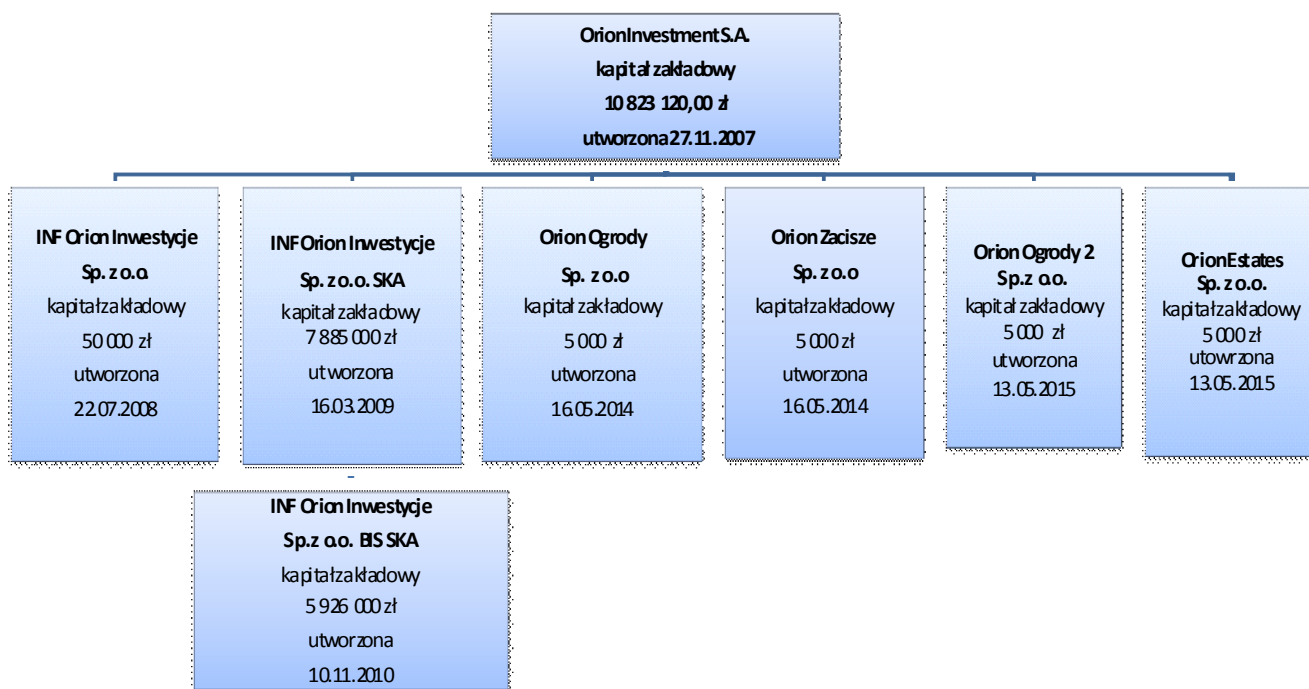 Orion Investment S.A.
kapitał zakładowy
10 823 120,00 zł
utworzona 27.11.2007
INF Orion Inwestycje
Sp. z o.o.
kapitał zakładowy
50 000 zł
utworzona
22.07.2008
INF Orion Inwestycje
Sp. z o.o. SKA
kapitał zakładowy
7 885 000 zł
utworzona
16.03.2009
Orion Ogrody
Sp. z o.o
kapitał zakładowy
5 000 zł
utworzona
16.05.2014
Orion Zacisze
Sp. z o.o
kapitał zakładowy
5 000 zł
utworzona
16.05.2014
Orion Ogrody 2
Sp.z o.o.
kapitał zakładowy
5 000 zł
utworzona
13.05.2015
Orion Estates
Sp. z o.o.
kapitał zakładowy
5 000 zł
utowrzona
13.05.2015
INF Orion Inwestycje
Sp.z o.o. BIS SKA
kapitał zakładowy
5 926 000 zł
utworzona
10.11.2010